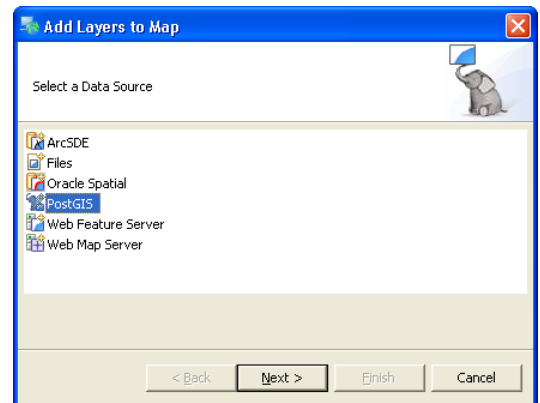 Add Layers to Map
Select a Data Source
ArcSDE
Files
Oracle Spatial
PostGIS
Web Feature Server
Web Map Server
< Back Next > Finish Cancel